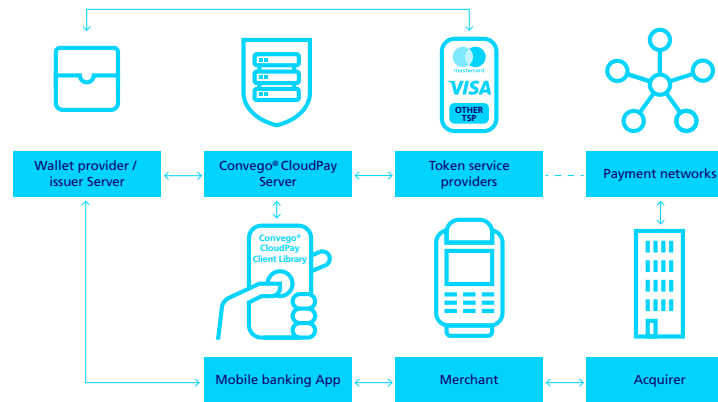 mastercard
VISA
OTHER
TSP
Wallet provider /
issuer Server
Convego® CloudPay
Server
Token service
providers
Payment networks
Convego®
CloudPay
Client Library
Mobile banking App
Merchant
Acquirer